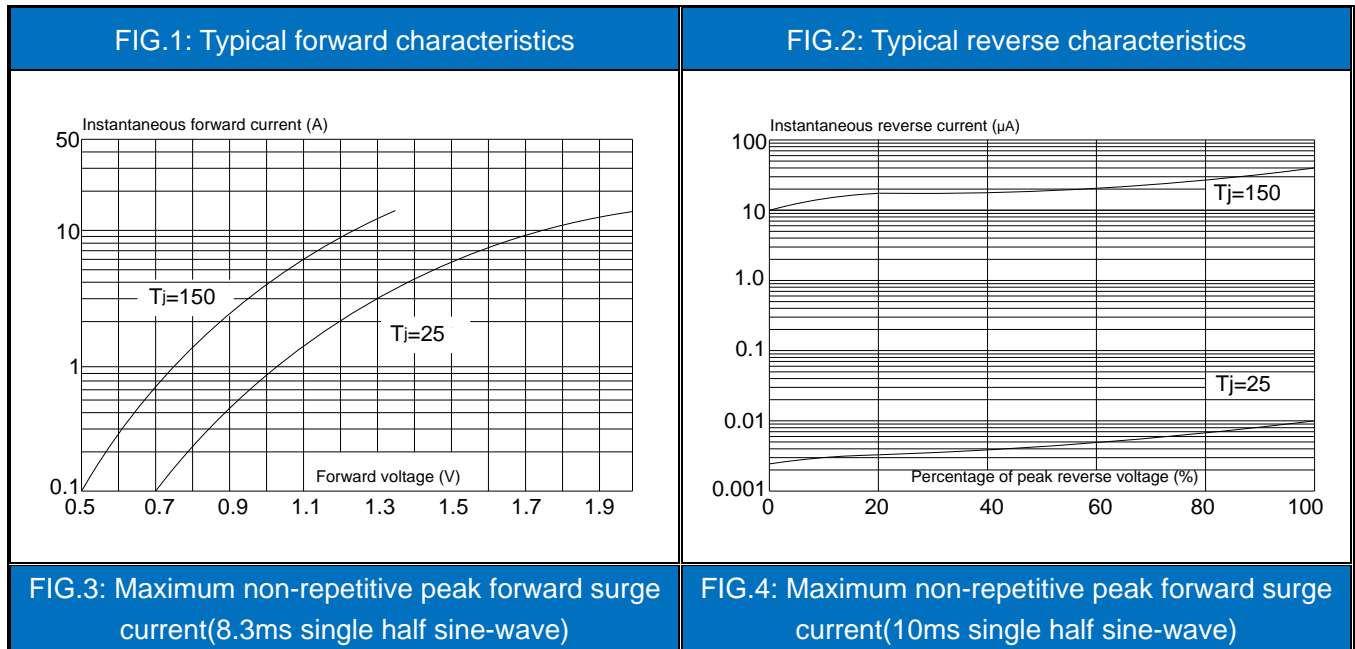 FIG.1: Typical forward characteristics
FIG.2: Typical reverse characteristics
Instantaneous forward current (A)
50
10
1
0.1
Tj=150
Tj=25
Forward voltage (V)
0.5 0.7 0.9 1.1 1.3 1.5 1.7 1.9
Instantaneous reverse current (μA)
100
10
1.0
0.1
0.01
0.001
Tj=150
Tj=25
Percentage of peak reverse voltage (%)
0 20 40 60 80 100
FIG.3: Maximum non-repetitive peak forward surge
current(8.3ms single half sine-wave)
FIG.4: Maximum non-repetitive peak forward surge
current(10ms single half sine-wave)